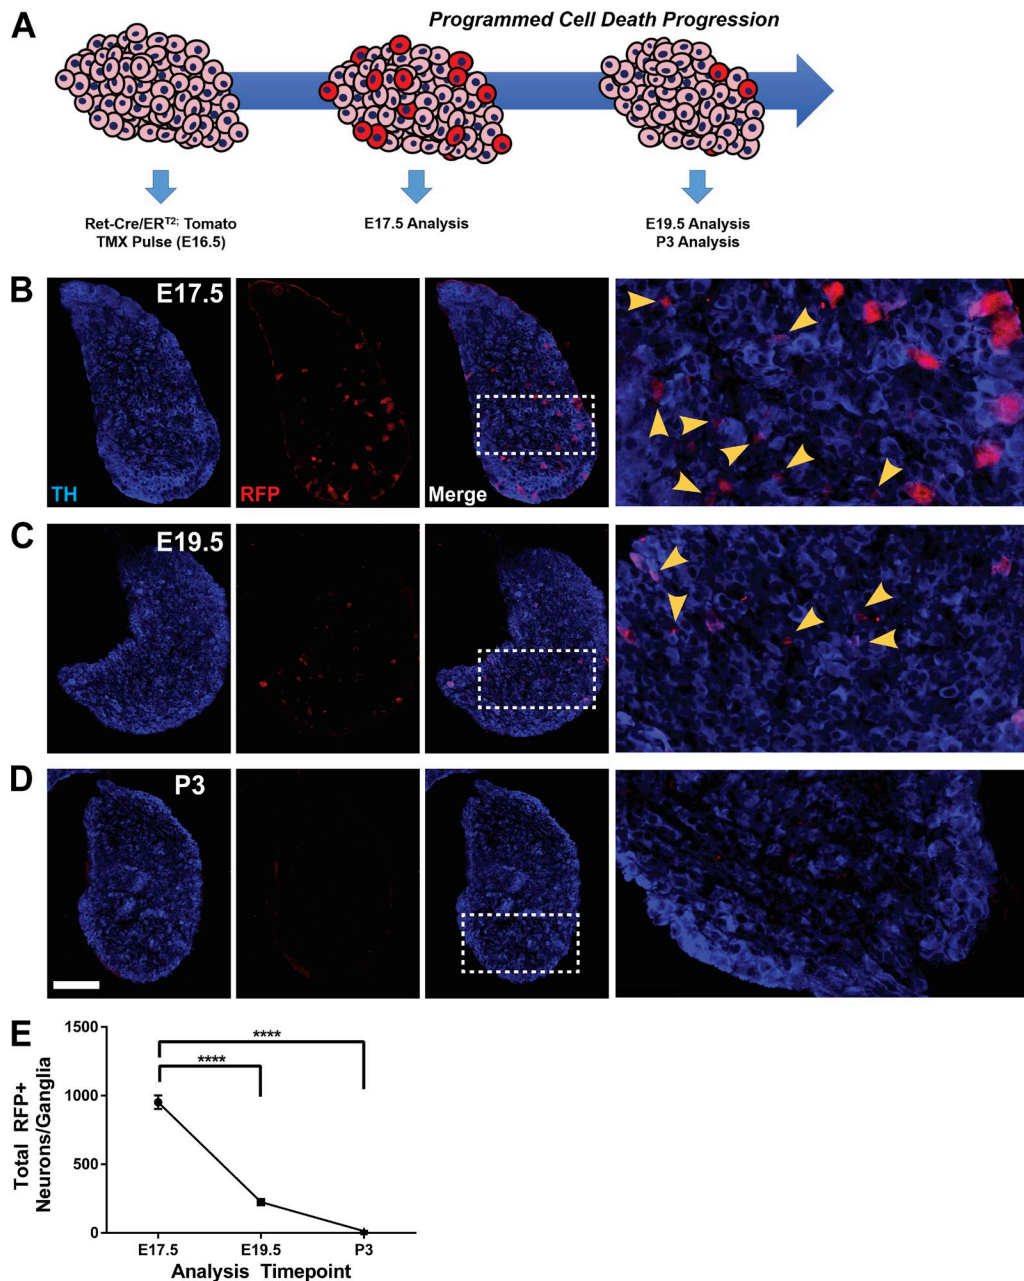 A
Programmed Cell Death Progression
Ret-Cre/ERT2; Tomato
TMX Pulse (E16.5)
E17.5 Analysis
E19.5 Analysis
P3 Analysis
B
E17.5
TH
RFP
Merge
C
E19.5
D
P3
E
1500
1000
500
0
Total RFP+
Neurons/Ganglia
****
****
E17.5
E19.5
P3
Analysis Timepoint